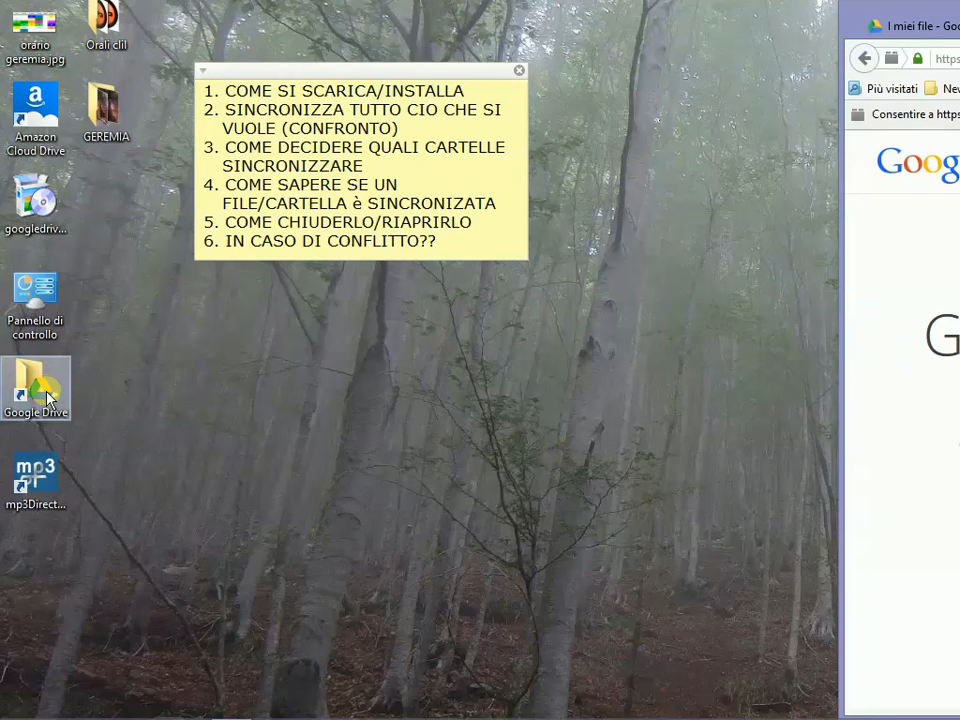 orario
geremia.jpg
Orali clil
Amazon
Cloud Drive
GEREMIA
googledriv...
Pannello di
controllo
Google Drive
mp3
mp3Direct...
1. COME SI SCARICA/INSTALLA
2. SINCRONIZZA TUTTO CIO CHE SI
VUOLE (CONFRONTO)
3. COME DECIDERE QUALI CARTELLE
SINCRONIZZARE
4. COME SAPERE SE UN
FILE/CARTELLA è SINCRONIZATA
5. COME CHIUDERLO/RIAPRIRLO
6. IN CASO DI CONFLITTO??
I miei file - Goo
https
Più visitati
New
Consentire a https
Goog
G